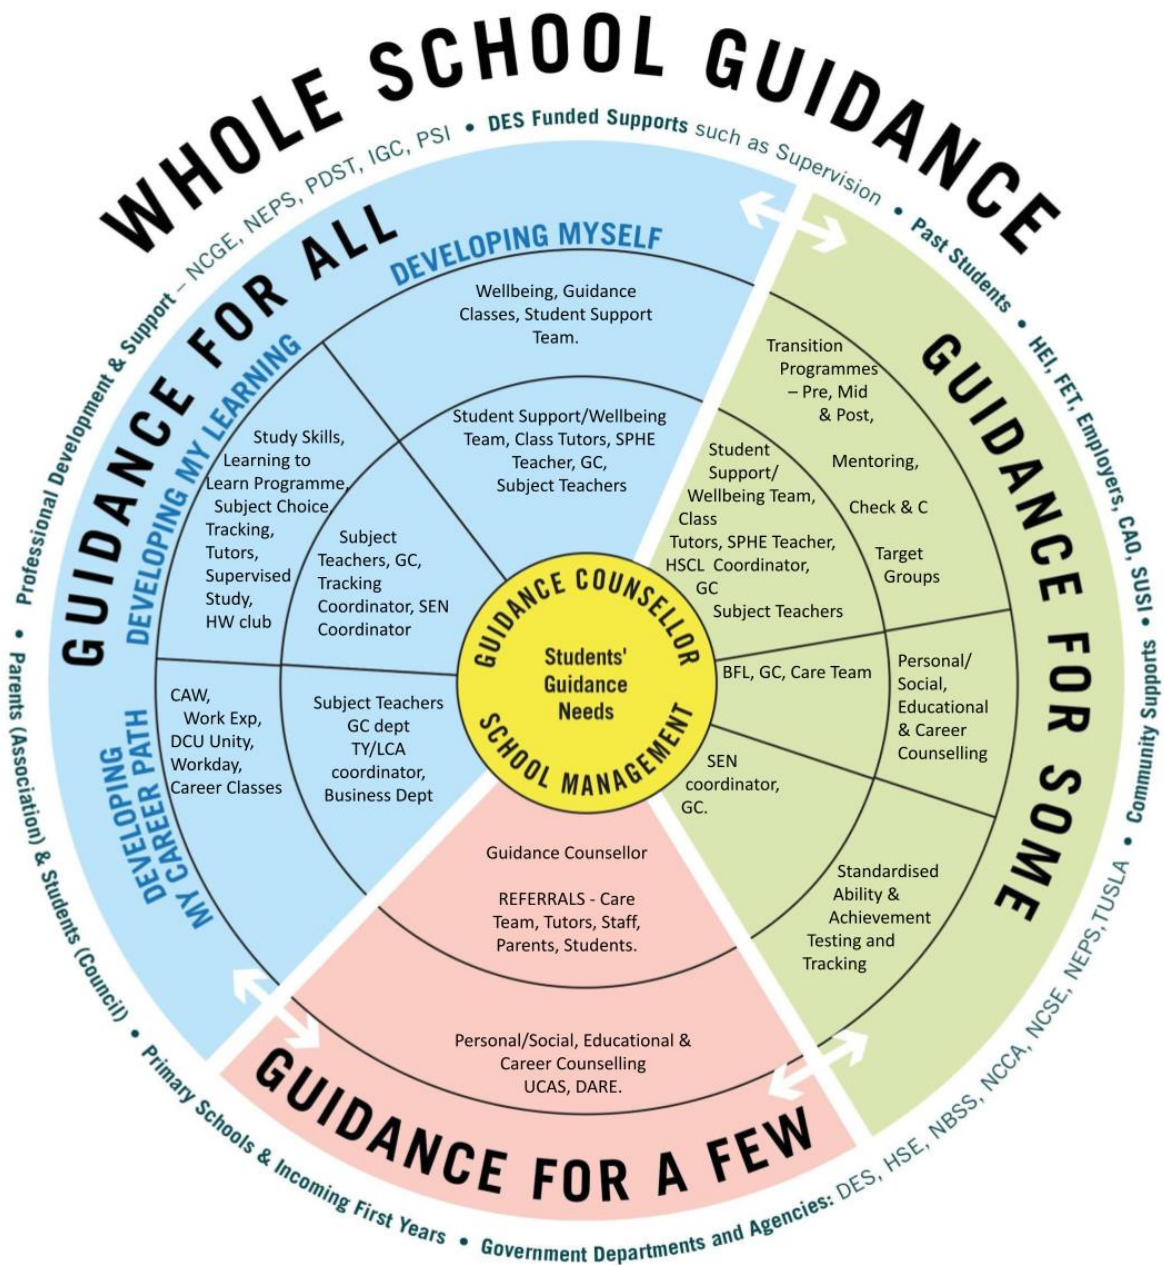 WHOLE SCHOOL GUIDANCE
• Professional Development & Support – NCGE, NEPS, PDST, IGC, PSI • DES Funded Supports such as Supervision • Past Students • HEI, FET, Employers, CAO, SUSI • Community Supports • Government Departments and Agencies: DES, HSE, NBSS, NCCA, NCSE, NEPS,TUSLA
• Parents (Association) & Students (Council) • Primary Schools & Incoming First Years •
GUIDANCE FOR ALL
DEVELOPING MYSELF
Wellbeing, Guidance
Classes, Student Support
Team.
Student Support/Wellbeing
Team, Class Tutors, SPHE
Teacher, GC,
Subject Teachers
DEVELOPING MY LEARNING
Study Skills,
Learning to
Learn Programme,
Subject Choice
Tracking,
Tutors,
Supervised
Study,
HW club
Subject
Teachers, GC,
Tracking
Coordinator, SEN
Coordinator
DEVELOPING
MY CAREER PATH
CAW,
Work Exp,
DCU Unity,
Workday,
Career Classes
Subject Teachers
GC dept
TY/LCA
coordinator,
Business Dept
GUIDANCE COUNSELLOR
Students'
Guidance
Needs
SCHOOL MANAGEMENT
GUIDANCE FOR SOME
Transition
Programmes
– Pre, Mid
& Post,
Mentoring,
Check & C
Target
Groups
Student
Support/
Wellbeing Team,
Class
Tutors, SPHE Teacher,
HSCL Coordinator,
GC
Subject Teachers
BFL, GC, Care Team
Personal/
Social,
Educational
& Career
Counselling
SEN
coordinator,
GC.
Standardised
Ability &
Achievement
Testing and
Tracking
Guidance Counsellor
REFERRALS - Care
Team, Tutors, Staff,
Parents, Students.
Personal/Social, Educational &
Career Counselling
UCAS, DARE.
GUIDANCE FOR A FEW